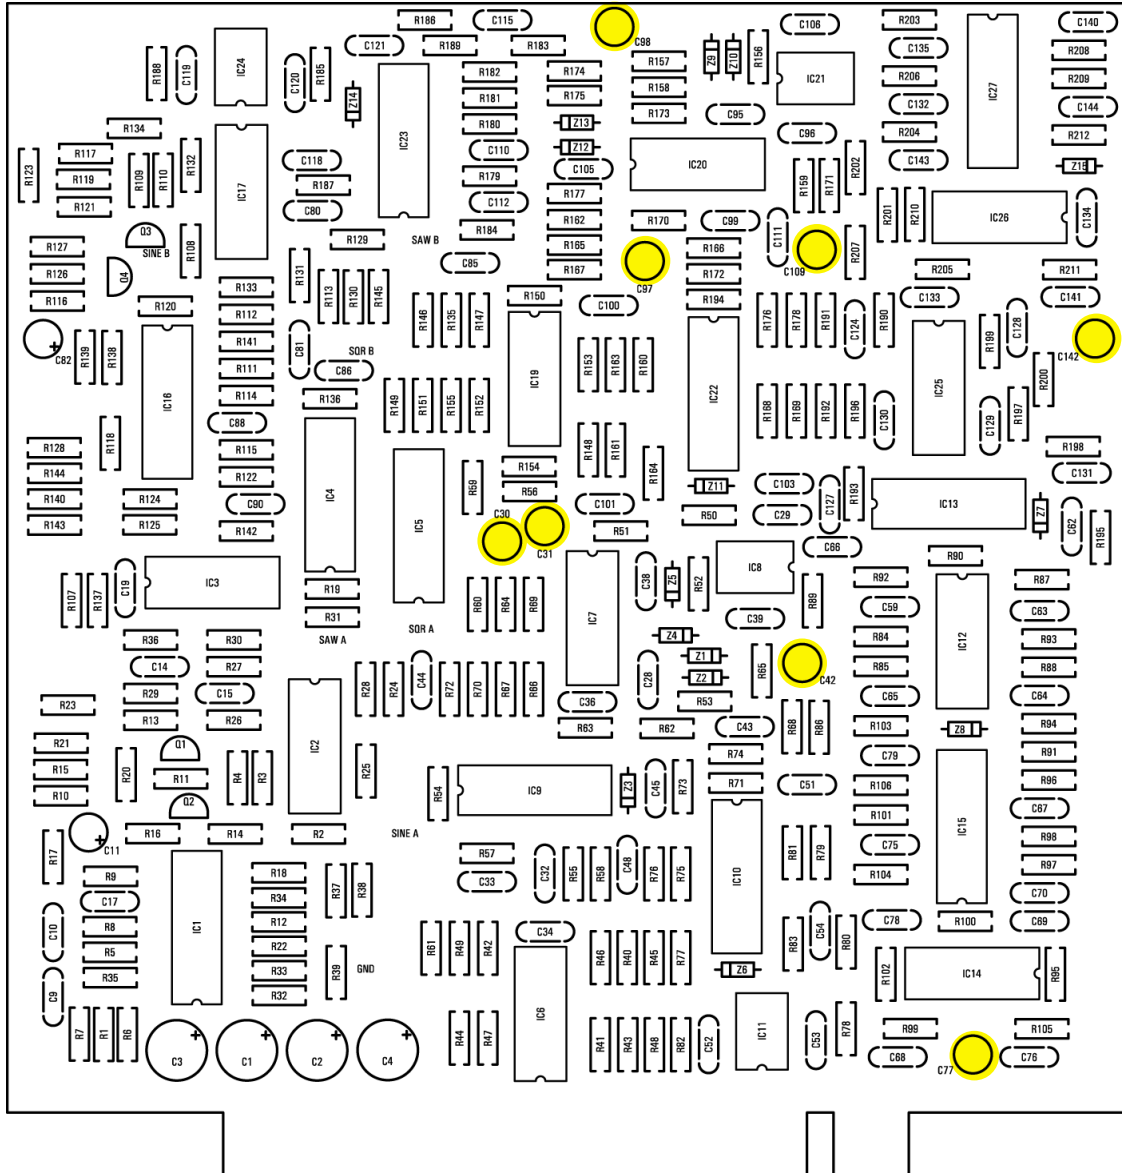 R186 C115 C98 C106 R203 C140
C121 R189 R183 Z9 Z10 R156 C135 R208
R188 C119 IC24 C120 R185 R182 R174 R157 IC21 R206 IC27 R209
Z14 IC23 R181 R175 R158 C95 C132 C144
R134 R180 Z13 R173 C96 R204 R212
R123 R117 R109 R110 R132 IC17 C118 C110 Z12 IC20 R202 C143 Z15
R119 R187 R179 C105 R159 R171
R121 C80 C112 R177 R201 R210 IC26 C134
Q3 SINE B R108 R129 SAW B R184 R162 R170 C99 C111
R127 R165 R166 C109 R207
R126 Q4 R131 C85 R167 C97 R172 R205 R211
R116 R120 R133 R113 R130 R145 R150 C100 R194 C133 C141
R112 R146 R135 R147 R176 R178 R191 C124 R190 R199 C128
C82 R139 R138 R141 C81 SQR B IC19 R153 R163 R160 IC22 IC25 C142
IC16 R111 C86 R200
R114 R136 R149 R151 R155 R152 R168 R169 R192 R196 C130 C129 R197
C88
R128 R118 R115 IC4 R148 R161 R164 R198
R144 R122 IC5 R59 R154 Z11 C103 C127 R193 IC13 C131
R140 R124 C90 R56 C101 C29 Z7 C62
R143 R125 R142 C30 C31 R51 R50 C66 R195
IC3 IC7 C38 Z5 R52 IC8 R90
R107 R137 C19 R19 R60 R64 R69 R89 R92 IC12 R87
R31 C39 C59 C63
R36 R30 SAW A SQR A Z4 R84 R93
C14 R27 Z1 R65 R85 R88
R29 C15 IC2 R28 R24 C44 R72 R70 R67 R66 C36 C28 Z2 C42 C65 C64
R23 R13 R26 R63 R62 R53 C43 R68 R86 R103 Z8 R94
R21 Q1 R74 C79 R91
R15 R20 R11 R4 R3 R25 R54 IC9 Z3 C45 R73 R71 C51 R106 IC15 R96
R10 Q2 R101 C67
C11 R16 R14 R2 SINE A IC10 R81 R79 C75 R98
R17 R9 R18 R57 C32 R55 R58 C48 R76 R75 R104 R97
C17 R34 R37 R38 C33 C70
C10 R8 IC1 R12 C34 C54 C78 R100 C69
R5 R22 R61 R49 R42 R46 R40 R45 R77 R83 R80
R35 R33 R39 GND Z6 R102 IC14 R95
C9 R32 IC6
R7 R1 R6 R44 R47 R41 R43 R48 R82 C52 IC11 C53 R78 R99 R105
C3 C1 C2 C4 C68 C77 C76